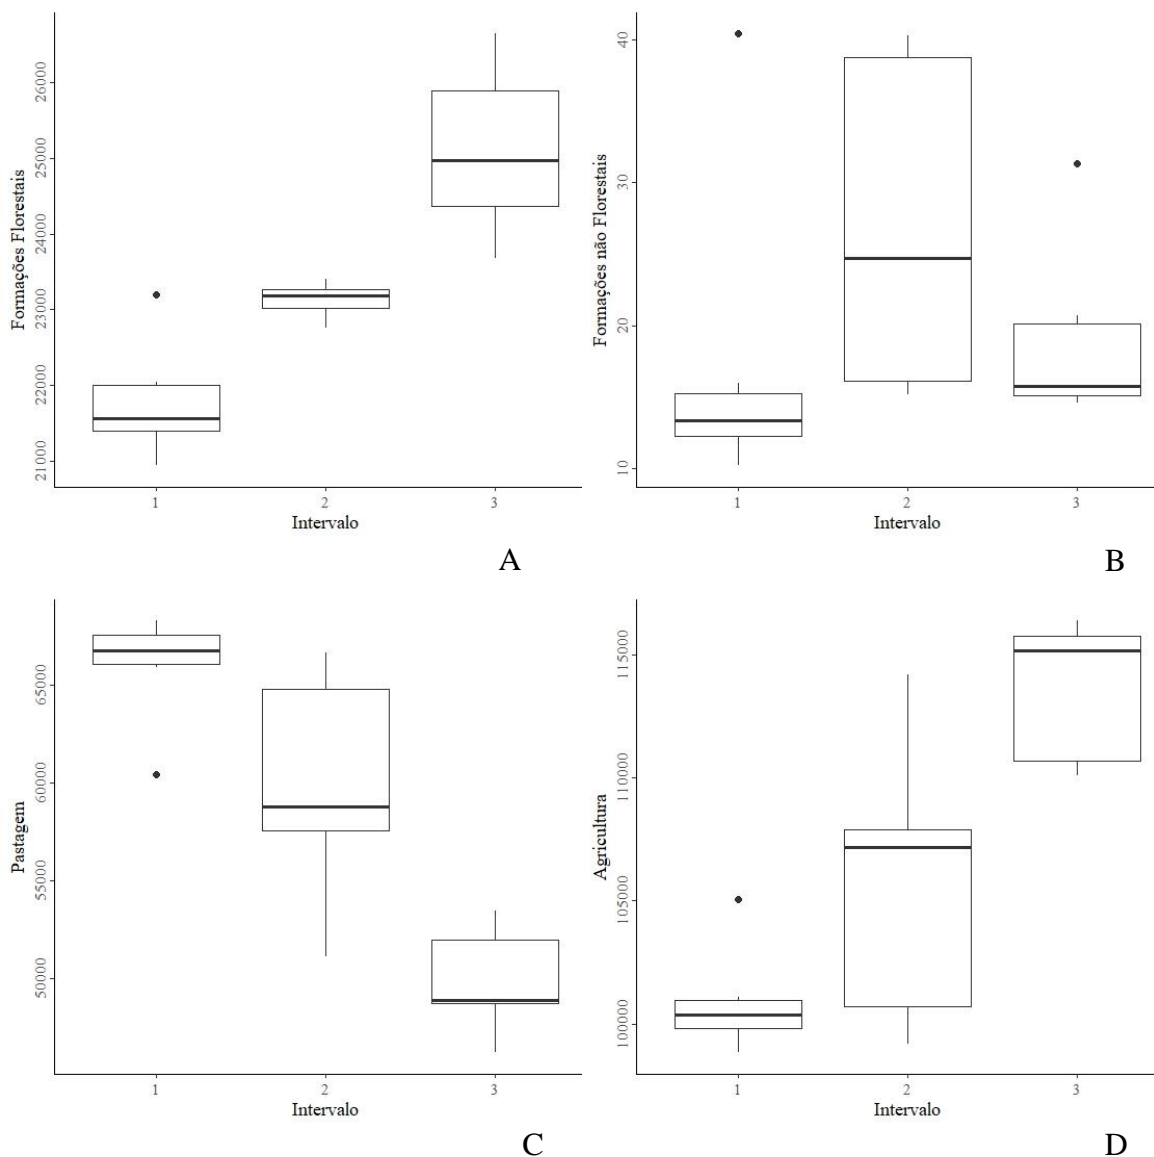 Formações Florestais
26000
25000
24000
23000
22000
21000
1 2 3
Intervalo
A
Formações não Florestais
40
30
20
10
1 2 3
Intervalo
B
Pastagem
65000
60000
55000
50000
1 2 3
Intervalo
C
Agricultura
115000
110000
105000
100000
1 2 3
Intervalo
D